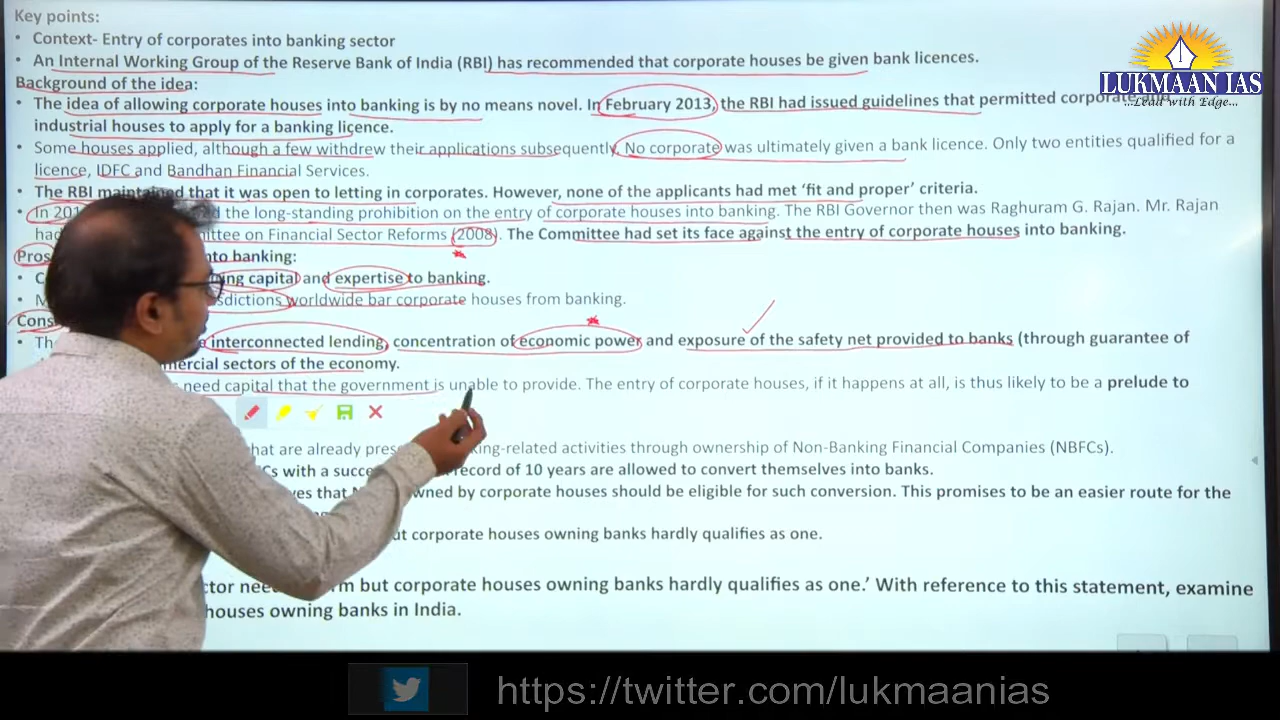 Key points:
• Context- Entry of corporates into banking sector
• An Internal Working Group of the Reserve Bank of India (RBI) has recommended that corporate houses be given bank licences.
LUKMAAN IAS
...Lead with Edge...
Background of the idea:
• The idea of allowing corporate houses into banking is by no means novel. In February 2013, the RBI had issued guidelines that permitted corporate and
industrial houses to apply for a banking licence.
• Some houses applied, although a few withdrew their applications subsequently. No corporate was ultimately given a bank licence. Only two entities qualified for a
licence, IDFC and Bandhan Financial Services.
• The RBI maintained that it was open to letting in corporates. However, none of the applicants had met 'fit and proper' criteria.
• In 201 the long-standing prohibition on the entry of corporate houses into banking. The RBI Governor then was Raghuram G. Rajan. Mr. Rajan
had on Financial Sector Reforms (2008). The Committee had set its face against the entry of corporate houses into banking.
into banking:
• capital and expertise to banking.
• worldwide bar corporate houses from banking.
Cons
• interconnected lending, concentration of economic power and exposure of the safety net provided to banks (through guarantee of
sectors of the economy.
need capital that the government is unable to provide. The entry of corporate houses, if it happens at all, is thus likely to be a prelude to
that are already banking-related activities through ownership of Non-Banking Financial Companies (NBFCs).
with a record of 10 years are allowed to convert themselves into banks.
that owned by corporate houses should be eligible for such conversion. This promises to be an easier route for the
corporate houses owning banks hardly qualifies as one.
but corporate houses owning banks hardly qualifies as one.' With reference to this statement, examine
houses owning banks in India.
https://twitter.com/lukmaanias